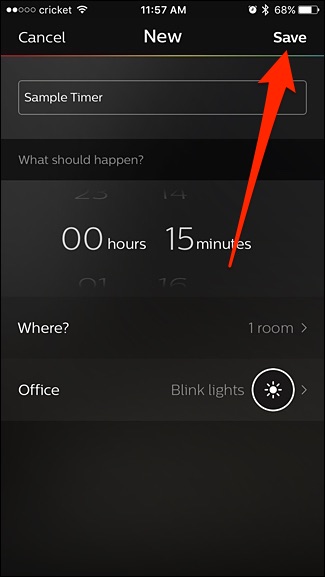 cricket 11:57 AM 68%
Cancel New Save
Sample Timer
What should happen?
23 14
00 hours 15 minutes
01 16
Where? 1 room >
Office Blink lights >